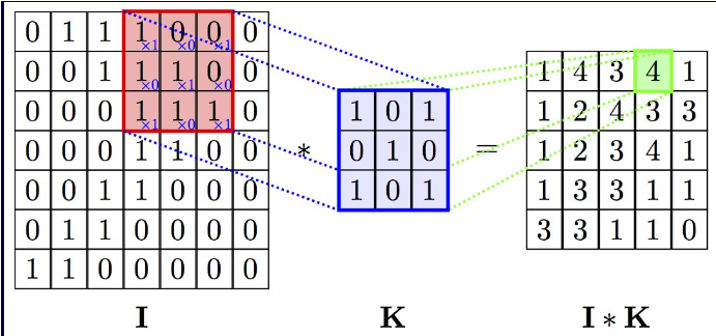 0 1 1 1 0 0 0
×1 ×0 ×1
0 0 1 1 1 0 0
×0 ×1 ×0
0 0 0 1 1 1 0
×1 ×0 ×1
0 0 0 1 1 0 0
0 0 1 1 0 0 0
0 1 1 0 0 0 0
1 1 0 0 0 0 0
I
*
1 0 1
0 1 0
1 0 1
K
=
1 4 3 4 1
1 2 4 3 3
1 2 3 4 1
1 3 3 1 1
3 3 1 1 0
I * K